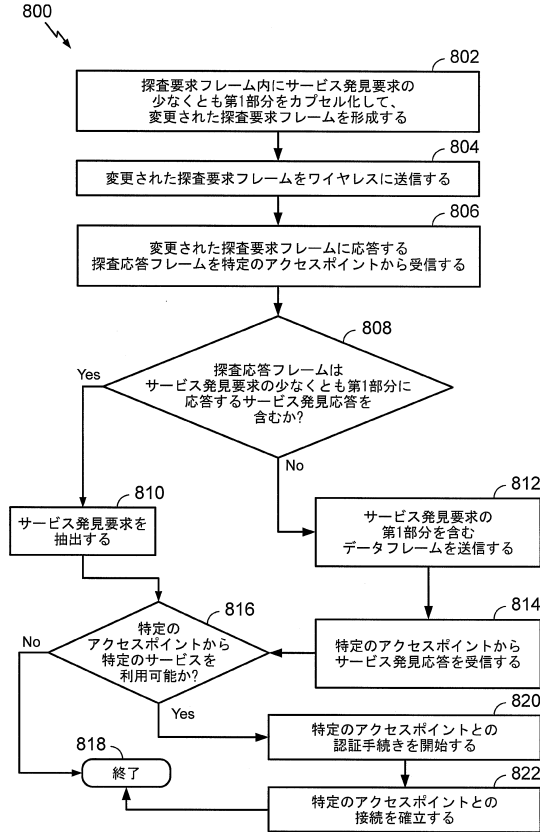 800
802
探査要求フレーム内にサービス発見要求の
少なくとも第1部分をカプセル化して、
変更された探査要求フレームを形成する
804
変更された探査要求フレームをワイヤレスに送信する
806
変更された探査要求フレームに応答する
探査応答フレームを特定のアクセスポイントから受信する
808
探査応答フレームは
サービス発見要求の少なくとも第1部分に
応答するサービス発見応答を
含むか?
Yes
No
810
サービス発見要求を
抽出する
812
サービス発見要求の
第1部分を含む
データフレームを送信する
814
特定のアクセスポイントから
サービス発見応答を受信する
816
特定の
アクセスポイントから
特定のサービスを
利用可能か?
No
Yes
818
終了
820
特定のアクセスポイントとの
認証手続きを開始する
822
特定のアクセスポイントとの
接続を確立する